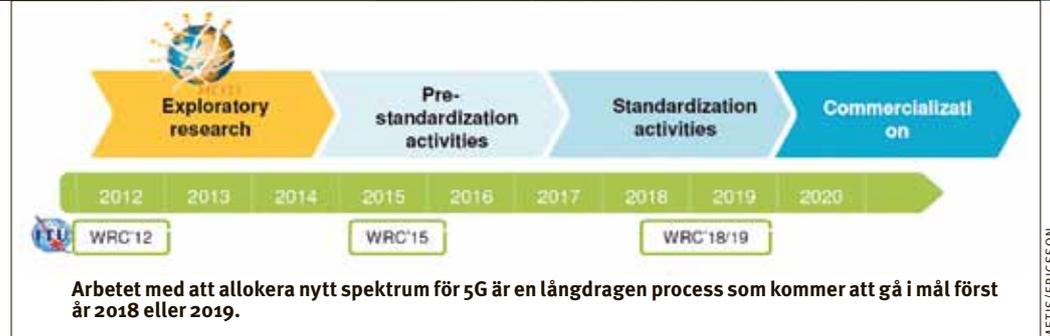 Exploratory
research
Pre-
standardization
activities
Standardization
activities
Commercializati
on
2012 2013 2014 2015 2016 2017 2018 2019 2020
ITU
WRC'12 WRC'15 WRC'18/19
Arbetet med att allokera nytt spektrum för 5G är en långdragen process som kommer att gå i mål först
år 2018 eller 2019.